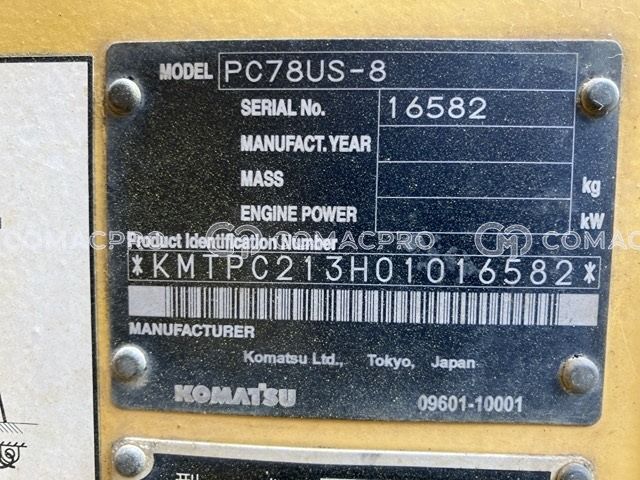 MODEL PC78US-8
SERIAL No. 16582
MANUFACT. YEAR
MASS kg
ENGINE POWER kW
COMACPRO COMACPRO COMACPRO
Product Identification Number
*KMTPC213H01016582*
MANUFACTURER
Komatsu Ltd., Tokyo, Japan
KOMATSU 09601-10001